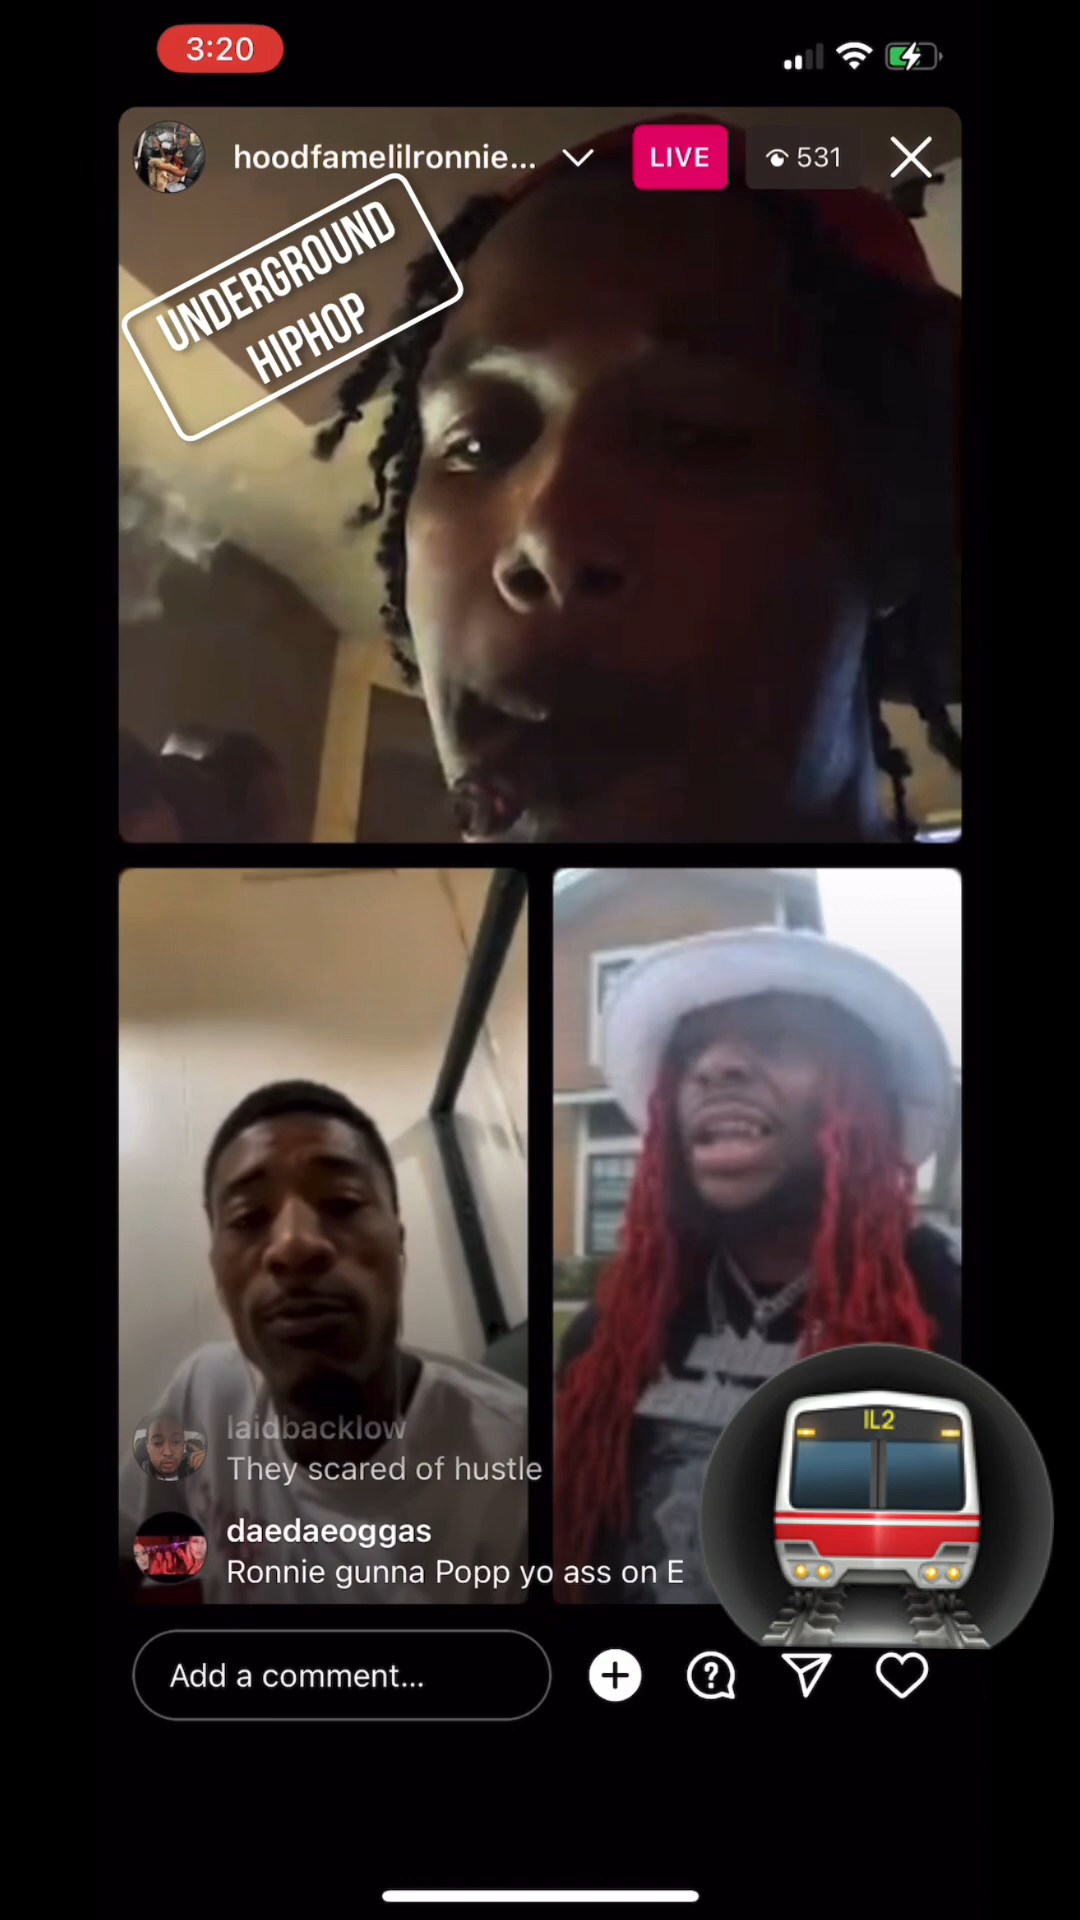 3:20
hoodfamelilronnie...
LIVE
531
UNDERGROUND
HIPHOP
laidbacklow
They scared of hustle
daedaeoggas
Ronnie gunna Popp yo ass on E
IL2
Add a comment...